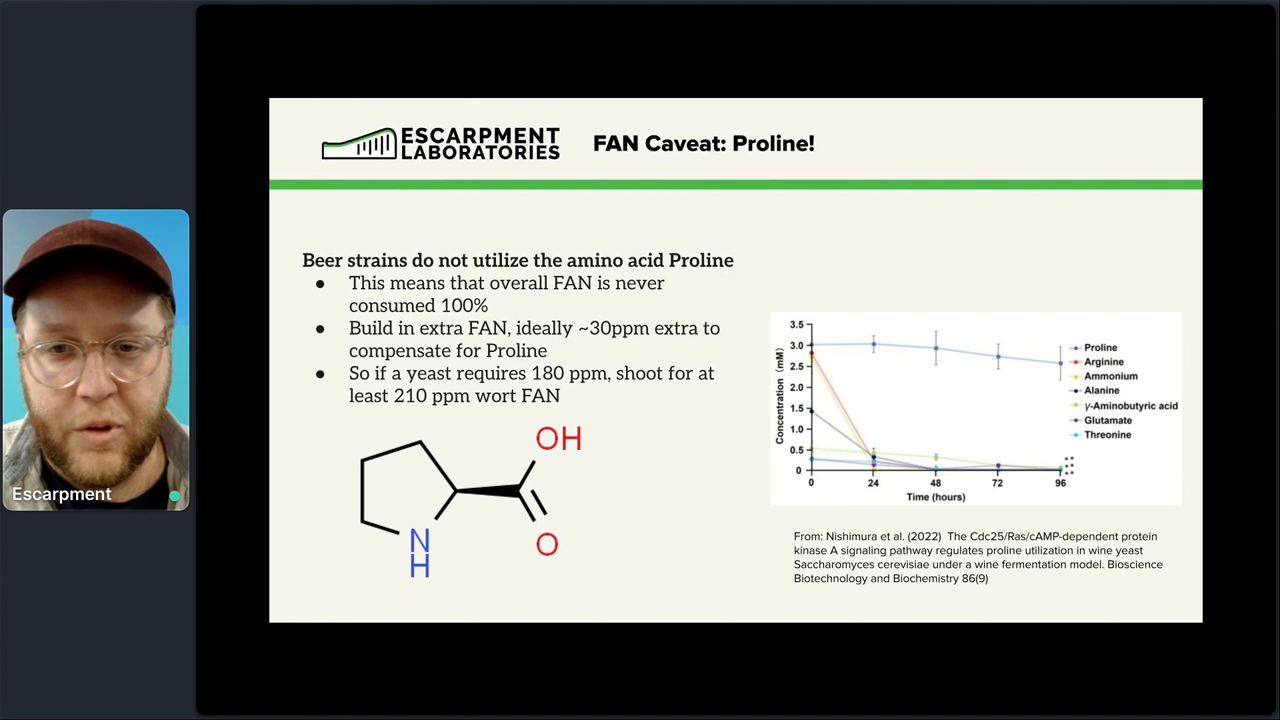 ESCARPMENT
LABORATORIES
FAN Caveat: Proline!
Beer strains do not utilize the amino acid Proline
● This means that overall FAN is never
consumed 100%
● Build in extra FAN, ideally ~30ppm extra to
compensate for Proline
● So if a yeast requires 180 ppm, shoot for at
least 210 ppm wort FAN
OH
N
H
O
Concentration (mM)
3.5
3.0
2.5
2.0
1.5
1.0
0.5
0
0 24 48 72 96
Time (hours)
Proline
Arginine
Ammonium
Alanine
γ-Aminobutyric acid
Glutamate
Threonine
From: Nishimura et al. (2022) The Cdc25/Ras/cAMP-dependent protein
kinase A signaling pathway regulates proline utilization in wine yeast
Saccharomyces cerevisiae under a wine fermentation model. Bioscience
Biotechnology and Biochemistry 86(9)
Escarpment